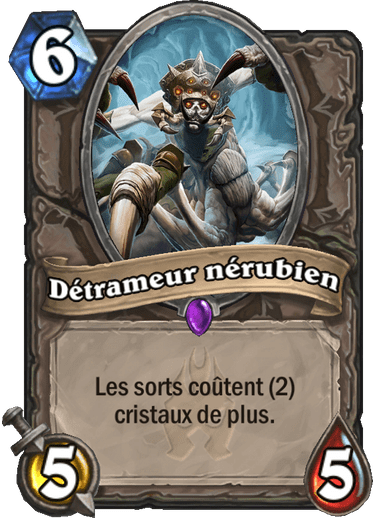 6
Détrameur nérubien
Les sorts coûtent (2)
cristaux de plus.
5
5